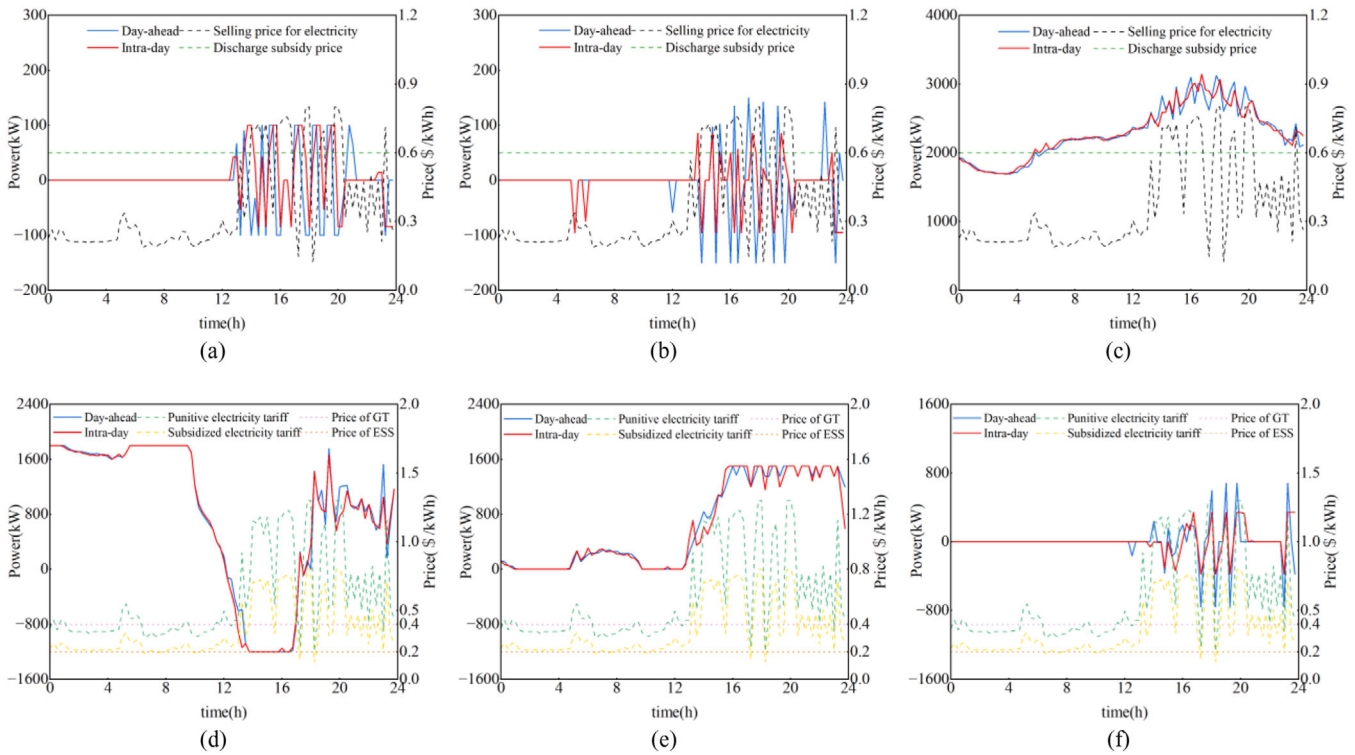 300
200
100
0
−100
−200
Power(kW)
Day-ahead
Intra-day
Selling price for electricity
Discharge subsidy price
1.2
0.9
0.6
0.3
0.0
Price( $ /kWh)
0 4 8 12 16 20 24
time(h)
(a)
300
200
100
0
−100
−200
Power(kW)
Day-ahead
Intra-day
Selling price for electricity
Discharge subsidy price
1.2
0.9
0.6
0.3
0.0
Price( $ /kWh)
0 4 8 12 16 20 24
time(h)
(b)
4000
3000
2000
1000
0
Power(kW)
Day-ahead
Intra-day
Selling price for electricity
Discharge subsidy price
1.2
0.9
0.6
0.3
0.0
Price( $ /kWh)
0 4 8 12 16 20 24
time(h)
(c)
2400
1600
800
0
−800
−1600
Power(kW)
Day-ahead Punitive electricity tariff Price of GT
Intra-day Subsidized electricity tariff Price of ESS
2.0
1.6
1.5
1.0
0.5
0.4
0.2
0.0
Price( $ /kWh)
0 4 8 12 16 20 24
time(h)
(d)
2400
1600
800
0
−800
−1600
Power(kW)
Day-ahead Punitive electricity tariff Price of GT
Intra-day Subsidized electricity tariff Price of ESS
2.0
1.6
1.2
0.8
0.4
0.2
0.0
Price( $ /kWh)
0 4 8 12 16 20 24
time(h)
(e)
1600
800
0
−800
−1600
Power(kW)
Day-ahead Punitive electricity tariff Price of GT
Intra-day Subsidized electricity tariff Price of ESS
2.0
1.5
1.0
0.5
0.4
0.2
0.0
Price( $ /kWh)
0 4 8 12 16 20 24
time(h)
(f)